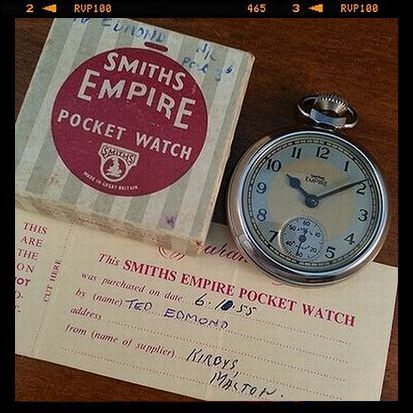 2 RVP100 465 3 RVP100
EDMOND
SMITHS
EMPIRE
POCKET WATCH
SMITHS
MADE IN GREAT BRITAIN
12
11 1
10 2
9 3
8 4
7 5
SMITHS
EMPIRE
60
THIS
ARE
THE
ON
OT
CUT HERE
This SMITHS EMPIRE POCKET WATCH
was purchased on date 6.10.55
by (name) TED EDMOND
address
from (name of supplier) KIRBYS,
MALTON.